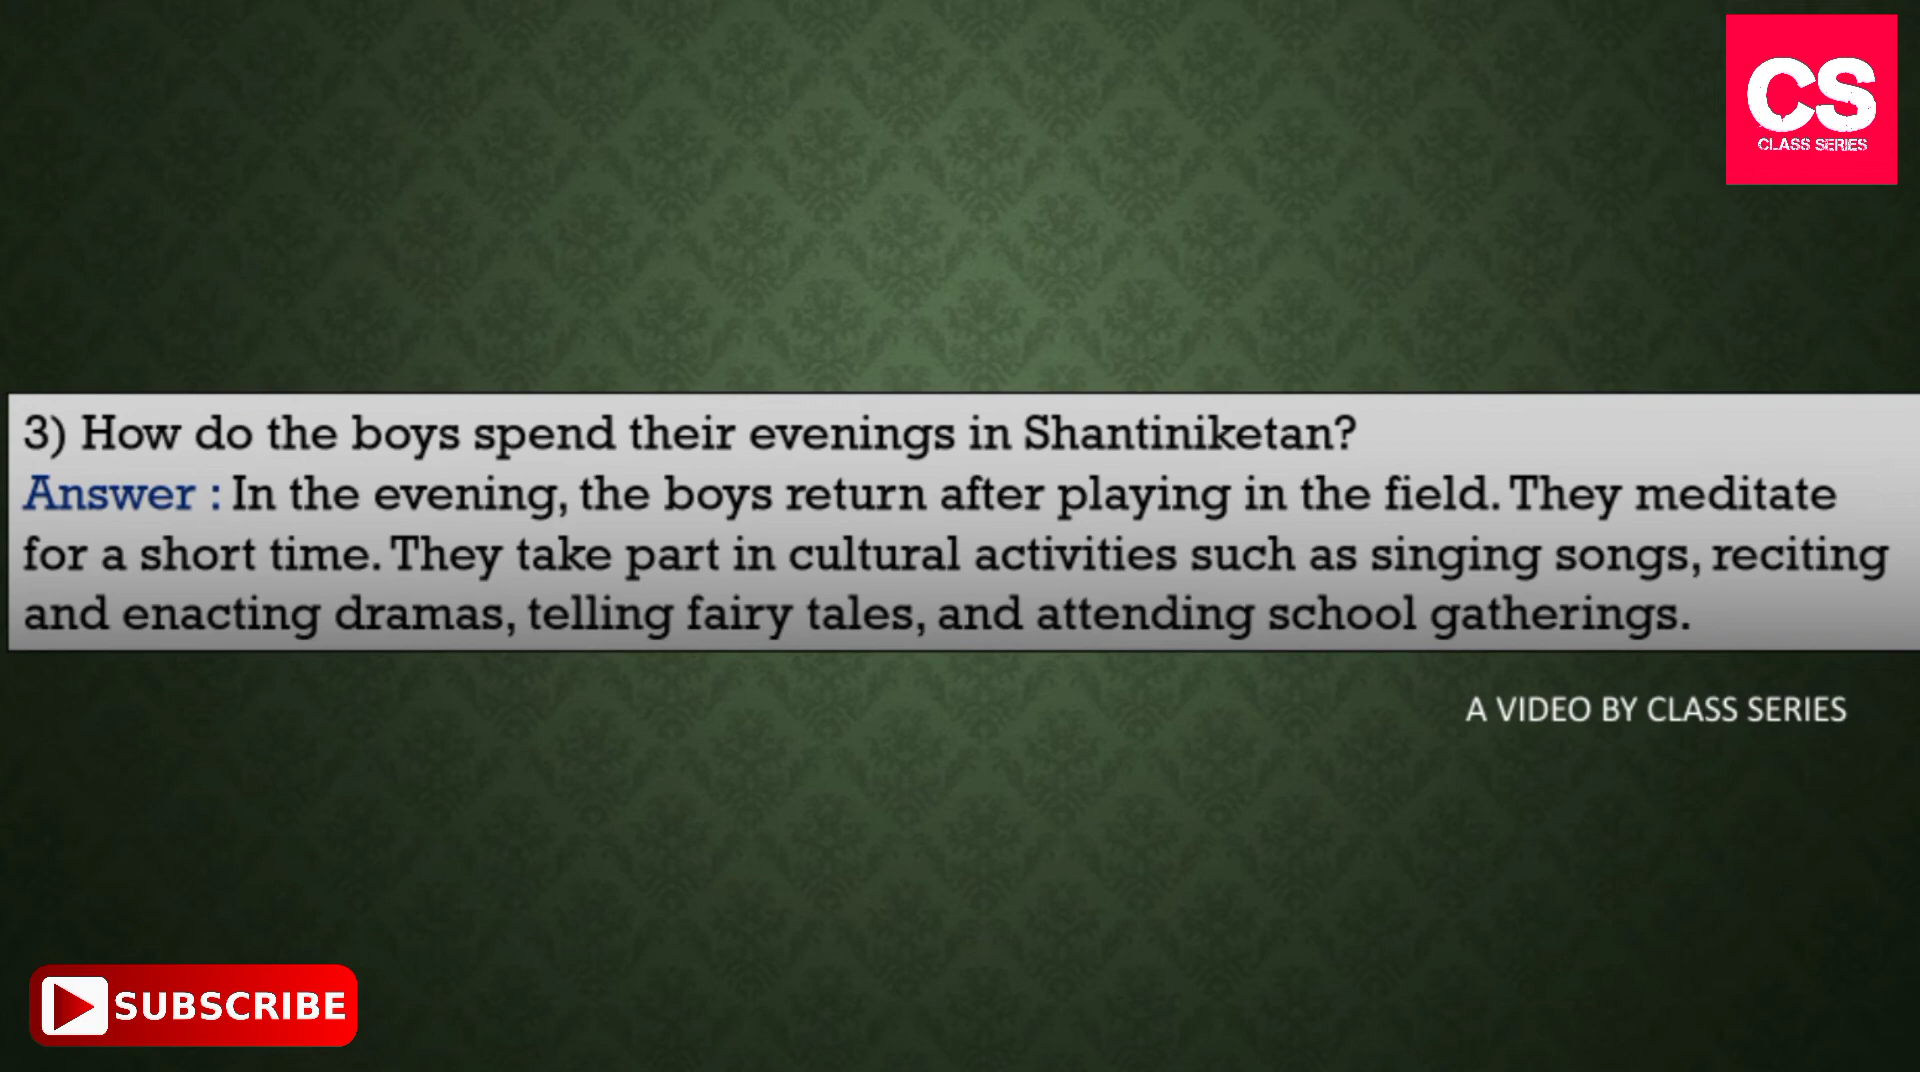 CS
CLASS SERIES
3) How do the boys spend their evenings in Shantiniketan?
Answer : In the evening, the boys return after playing in the field. They meditate
for a short time. They take part in cultural activities such as singing songs, reciting
and enacting dramas, telling fairy tales, and attending school gatherings.
A VIDEO BY CLASS SERIES
SUBSCRIBE